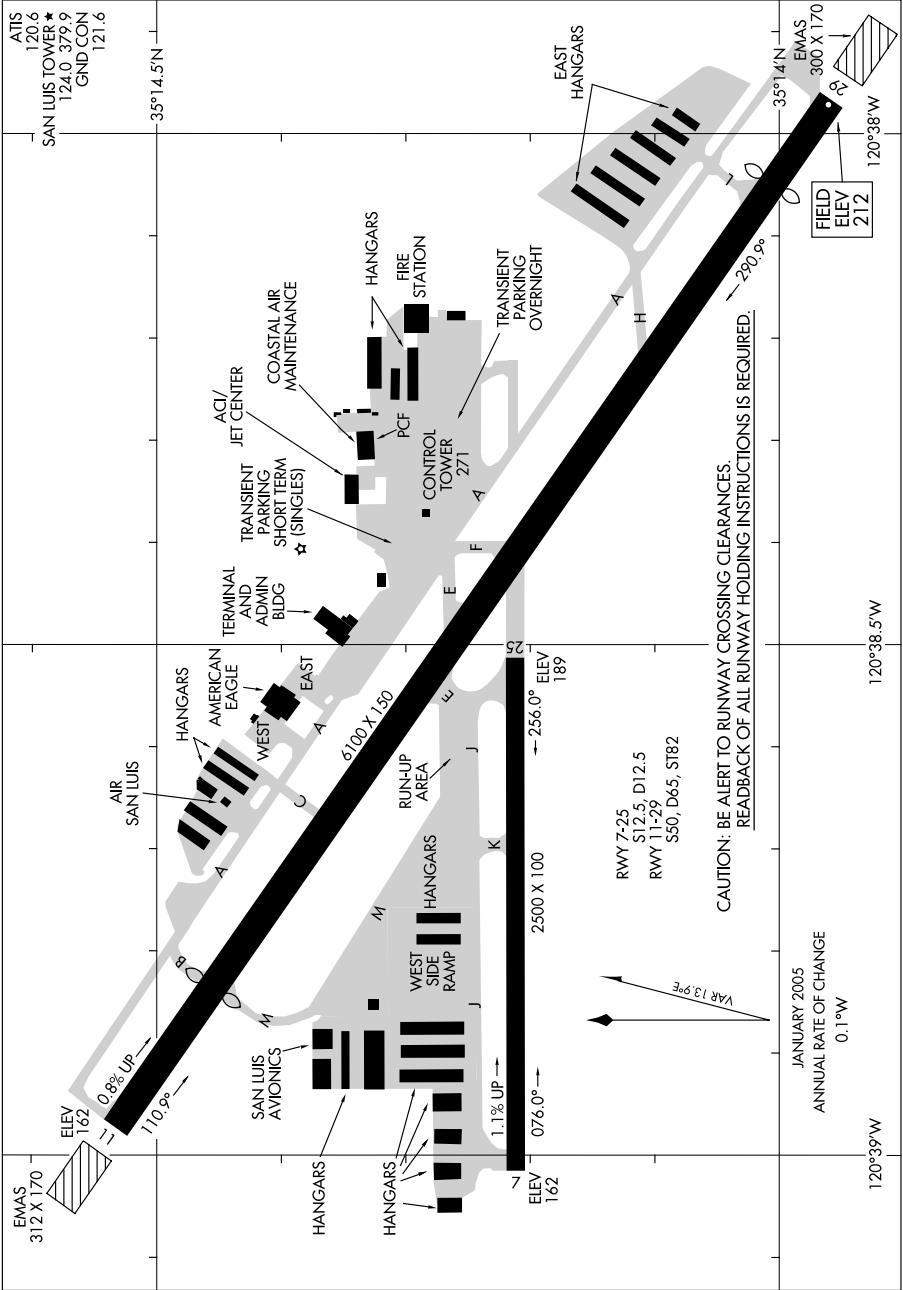 ATIS
120.6
SAN LUIS TOWER★
124.0 379.9
GND CON
121.6
35°14.5'N
35°14'N
EMAS
312 X 170
ELEV
162
11
0.8% UP
110.9°
B
M
A
AIR
SAN LUIS
HANGARS
AMERICAN
EAGLE
WEST
EAST
A
C
TERMINAL
AND
ADMIN
BLDG
TRANSIENT
PARKING
SHORT TERM
(SINGLES)
ACI/
JET CENTER
COASTAL AIR
MAINTENANCE
PCF
HANGARS
FIRE
STATION
CONTROL
TOWER
271
TRANSIENT
PARKING
OVERNIGHT
A
F
E
E
EAST
HANGARS
A
H
L
290.9°
29
EMAS
300 X 170
FIELD
ELEV
212
6100 X 150
RUN-UP
AREA
J
K
M
SAN LUIS
AVIONICS
HANGARS
HANGARS
WEST
SIDE
RAMP
HANGARS
J
1.1% UP
076.0°
7
ELEV
162
2500 X 100
256.0°
25
ELEV
189
RWY 7-25
S12.5, D12.5
RWY 11-29
S50, D65, ST82
CAUTION: BE ALERT TO RUNWAY CROSSING CLEARANCES.
READBACK OF ALL RUNWAY HOLDING INSTRUCTIONS IS REQUIRED.
VAR 13.9°E
JANUARY 2005
ANNUAL RATE OF CHANGE
0.1°W
120°39'W
120°38.5'W
120°38'W